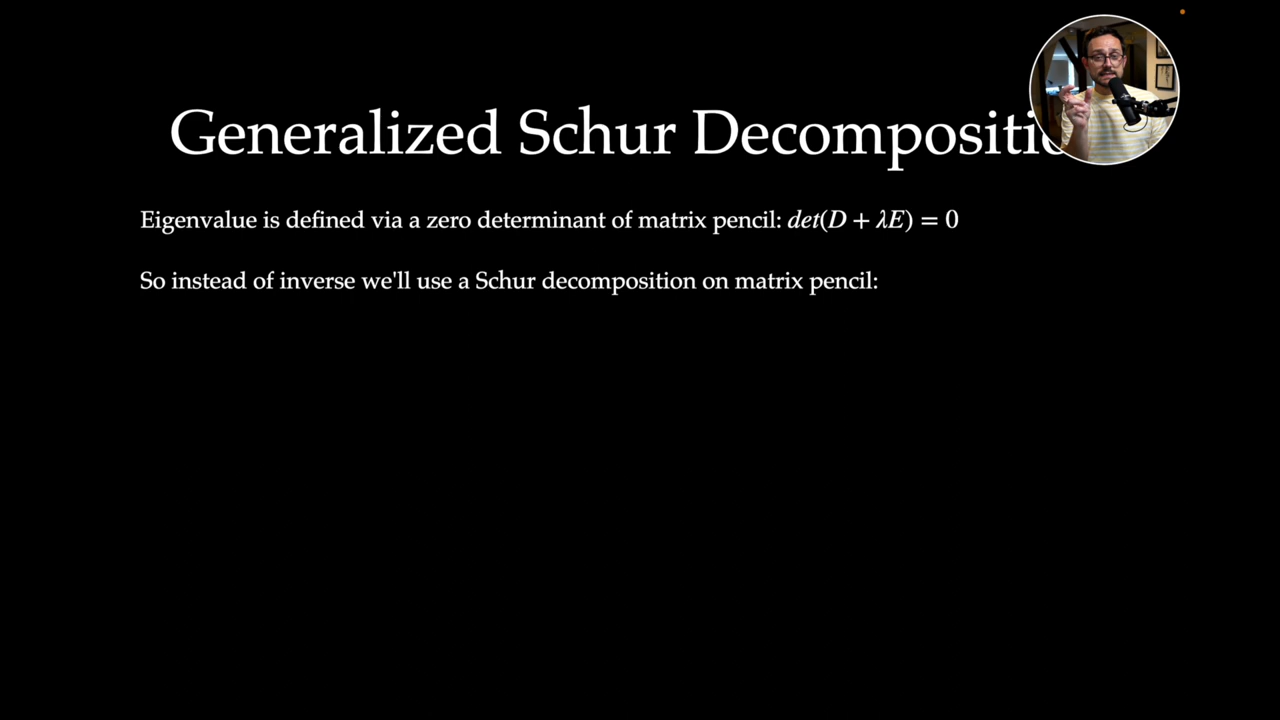 Generalized Schur Decompositio
Eigenvalue is defined via a zero determinant of matrix pencil: det(D + λE) = 0
So instead of inverse we'll use a Schur decomposition on matrix pencil: